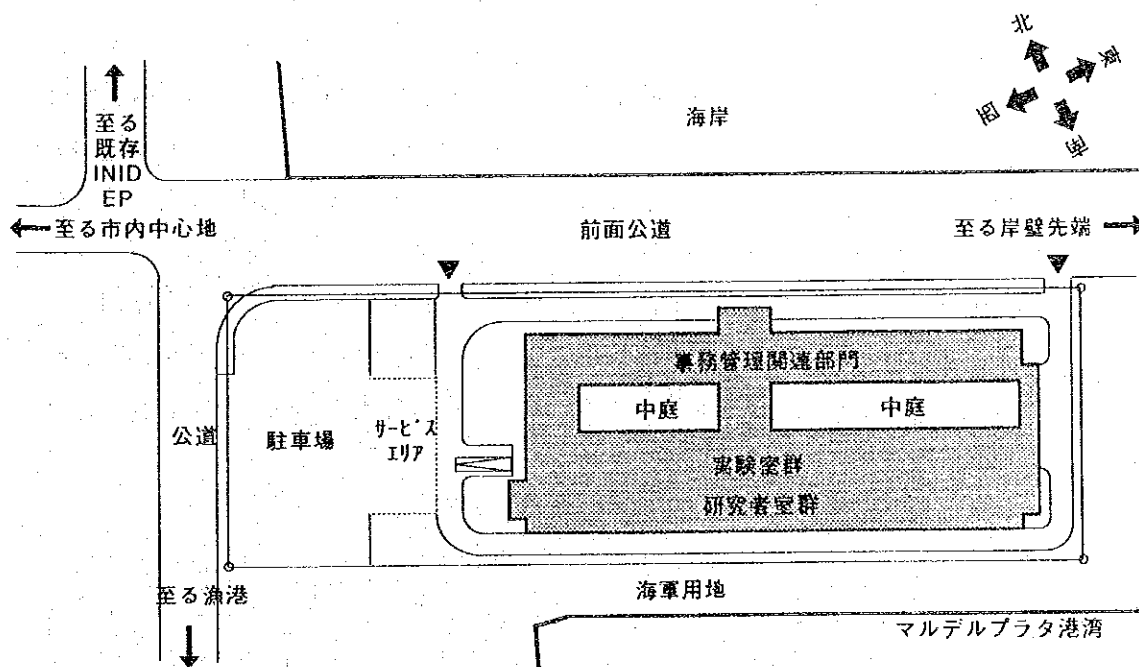 北
東
西
南
海岸
至る
既存
INID
EP
至る市内中心地
前面公道
至る岸壁先端
事務管理関連部門
中庭
中庭
公道
駐車場
サービス
エリア
実験室群
研究者室群
至る漁港
海軍用地
マルデルプラタ港湾